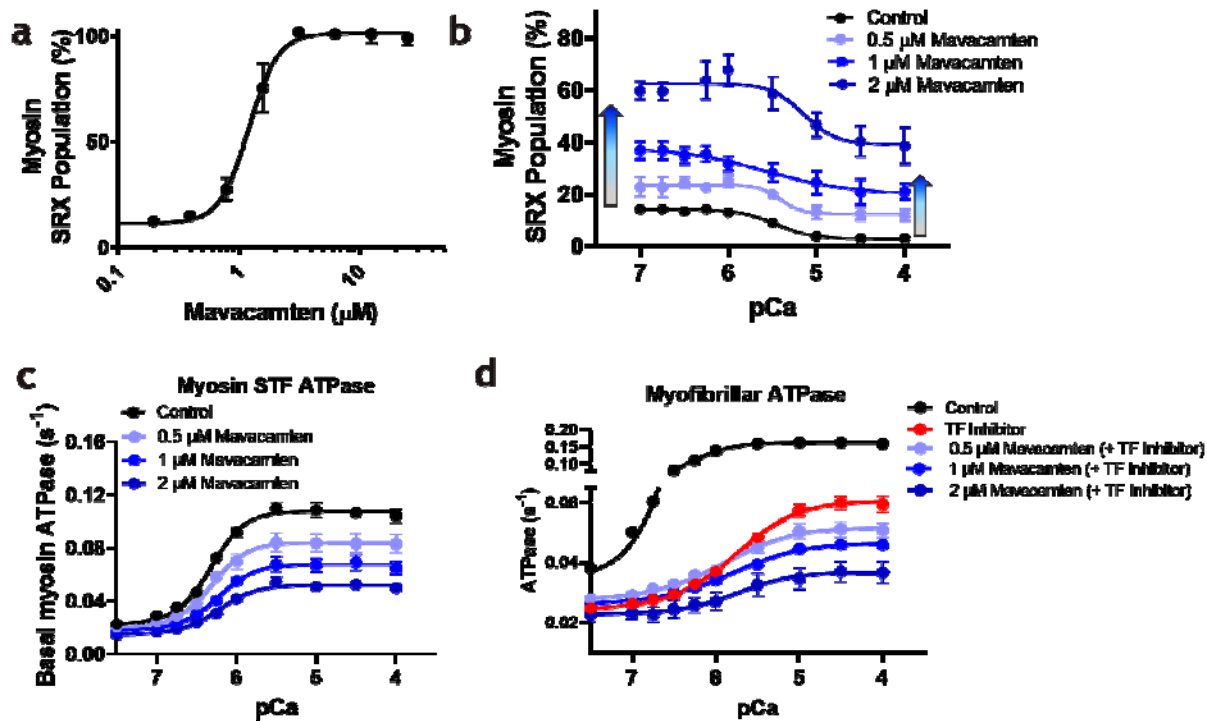 a
Myosin
SRX Population (%)
100
50
0
0.1
1
10
Mavacamten (μM)
b
Myosin
SRX Population (%)
80
60
40
20
0
7
6
5
4
pCa
Control
0.5 μM Mavacamten
1 μM Mavacamten
2 μM Mavacamten
c
Myosin STF ATPase
Control
0.5 μM Mavacamten
1 μM Mavacamten
2 μM Mavacamten
Basal myosin ATPase (s⁻¹)
0.16
0.12
0.08
0.04
0.00
7
6
5
4
pCa
d
Myofibrillar ATPase
Control
TF Inhibitor
0.5 μM Mavacamten (+ TF Inhibitor)
1 μM Mavacamten (+ TF Inhibitor)
2 μM Mavacamten (+ TF Inhibitor)
ATPase (s⁻¹)
0.20
0.15
0.10
0.04
0.02
7
6
5
4
pCa